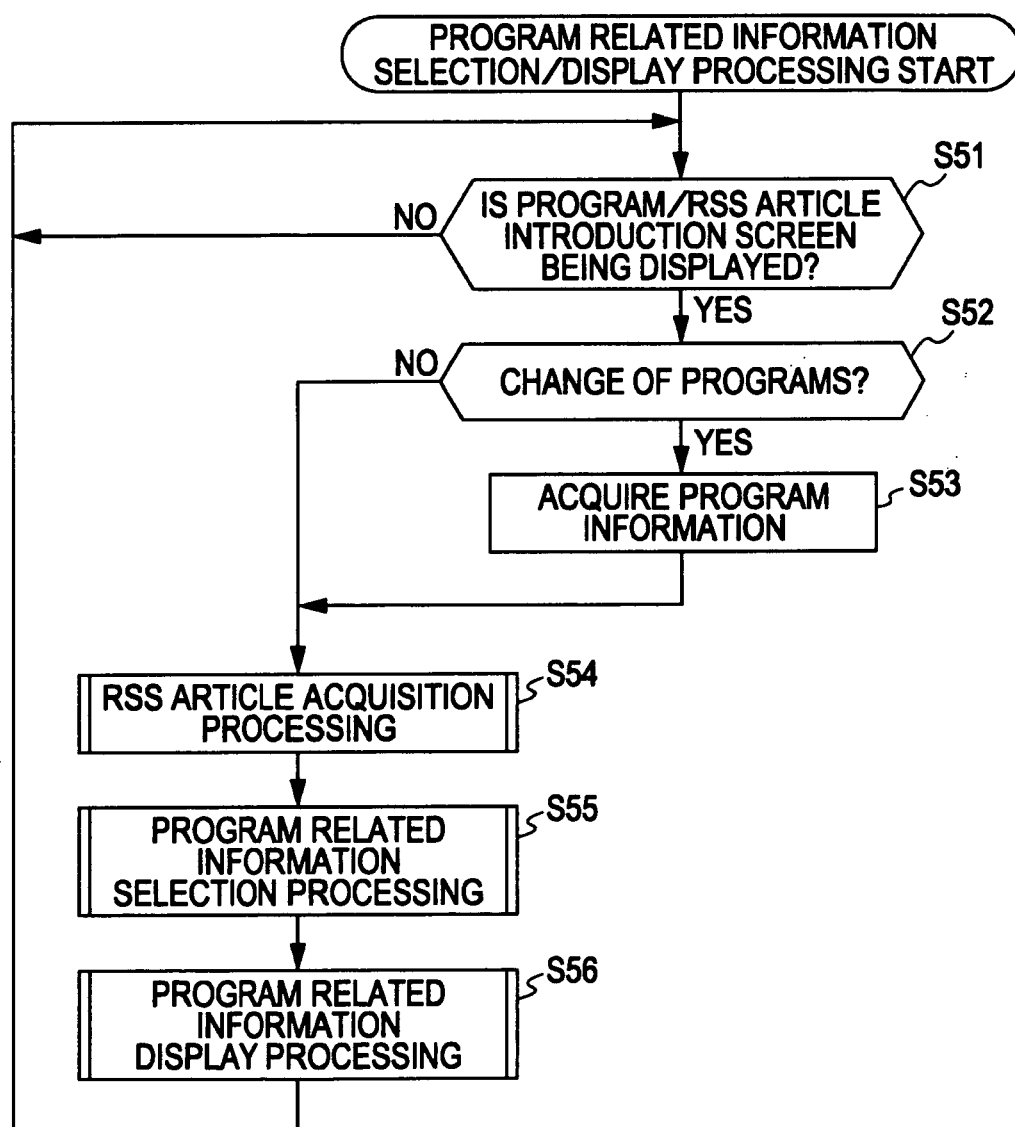 PROGRAM RELATED INFORMATION
SELECTION/DISPLAY PROCESSING START
S51
NO
IS PROGRAM/RSS ARTICLE
INTRODUCTION SCREEN
BEING DISPLAYED?
YES
S52
NO
CHANGE OF PROGRAMS?
YES
S53
ACQUIRE PROGRAM
INFORMATION
S54
RSS ARTICLE ACQUISITION
PROCESSING
S55
PROGRAM RELATED
INFORMATION
SELECTION PROCESSING
S56
PROGRAM RELATED
INFORMATION
DISPLAY PROCESSING